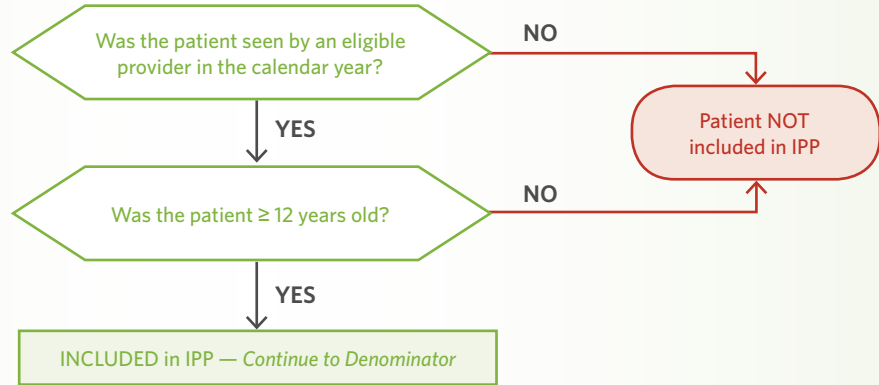 Was the patient seen by an eligible
provider in the calendar year?
NO
Patient NOT
included in IPP
YES
Was the patient ≥ 12 years old?
NO
YES
INCLUDED in IPP — Continue to Denominator